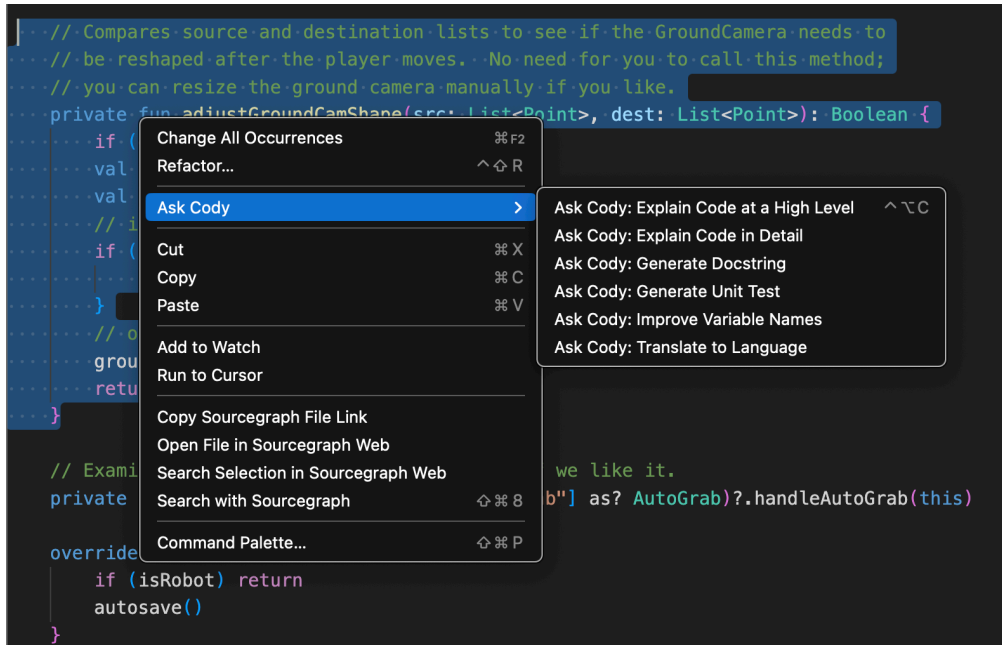 // Compares source and destination lists to see if the GroundCamera needs to
// be reshaped after the player moves.  No need for you to call this method;
// you can resize the ground camera manually if you like.
private fun adjustGroundCamShape(src: List<Point>, dest: List<Point>): Boolean {
if (
val
val
// i
if (
}
// o
grou
retu
}
// Exami we like it.
private b"] as? AutoGrab)?.handleAutoGrab(this)
override
if (isRobot) return
autosave()
}
Change All Occurrences ⌘F2
Refactor... ^⇧R
Ask Cody >
Cut ⌘X
Copy ⌘C
Paste ⌘V
Add to Watch
Run to Cursor
Copy Sourcegraph File Link
Open File in Sourcegraph Web
Search Selection in Sourcegraph Web
Search with Sourcegraph ⇧⌘8
Command Palette... ⇧⌘P
Ask Cody: Explain Code at a High Level ^⌥C
Ask Cody: Explain Code in Detail
Ask Cody: Generate Docstring
Ask Cody: Generate Unit Test
Ask Cody: Improve Variable Names
Ask Cody: Translate to Language